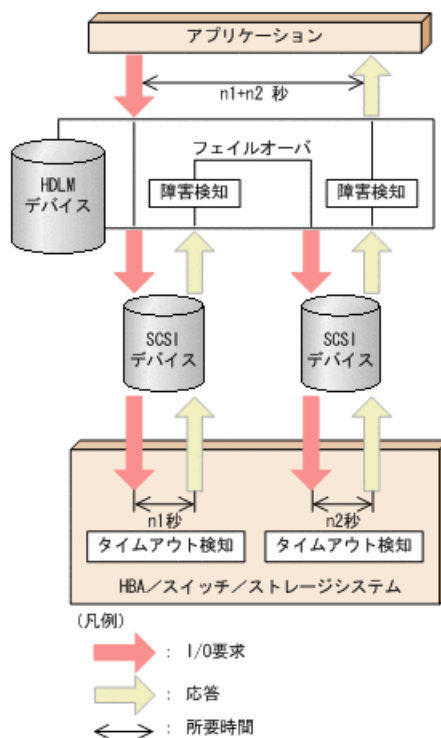 アプリケーション
n1+n2 秒
フェイルオーバ
HDLM
デバイス
障害検知
障害検知
SCSI
デバイス
SCSI
デバイス
n1秒
n2秒
タイムアウト検知
タイムアウト検知
HBA/スイッチ/ストレージシステム
(凡例)
: I/O要求
: 応答
: 所要時間